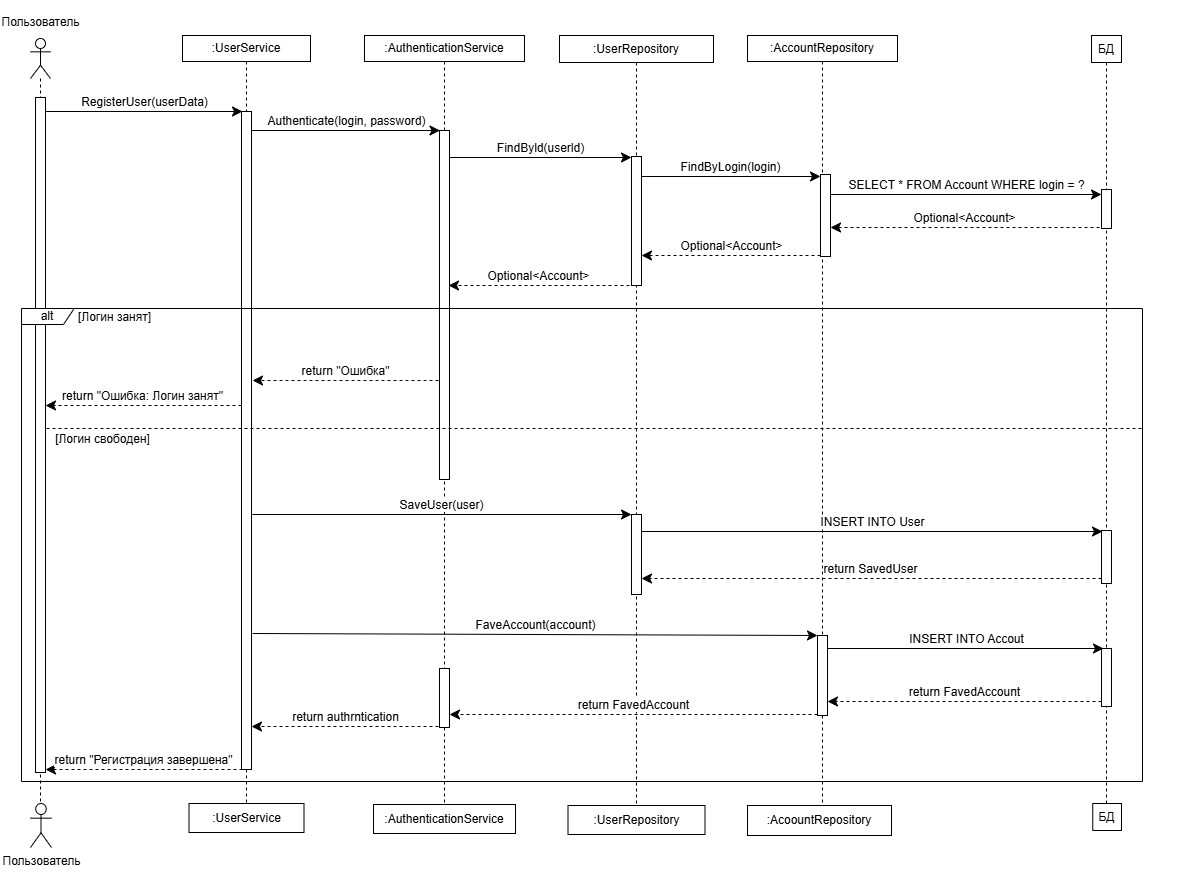 Пользователь
:UserService
:AuthenticationService
:UserRepository
:AccountRepository
БД
RegisterUser(userData)
Authenticate(login, password)
FindById(userId)
FindByLogin(login)
SELECT * FROM Account WHERE login = ?
Optional<Account>
Optional<Account>
Optional<Account>
alt
[Логин занят]
return "Ошибка"
return "Ошибка: Логин занят"
[Логин свободен]
SaveUser(user)
INSERT INTO User
return SavedUser
FaveAccount(account)
INSERT INTO Accout
return FavedAccount
return FavedAccount
return authrntication
return "Регистрация завершена"
:UserService
:AuthenticationService
:UserRepository
:AcoountRepository
БД
Пользователь